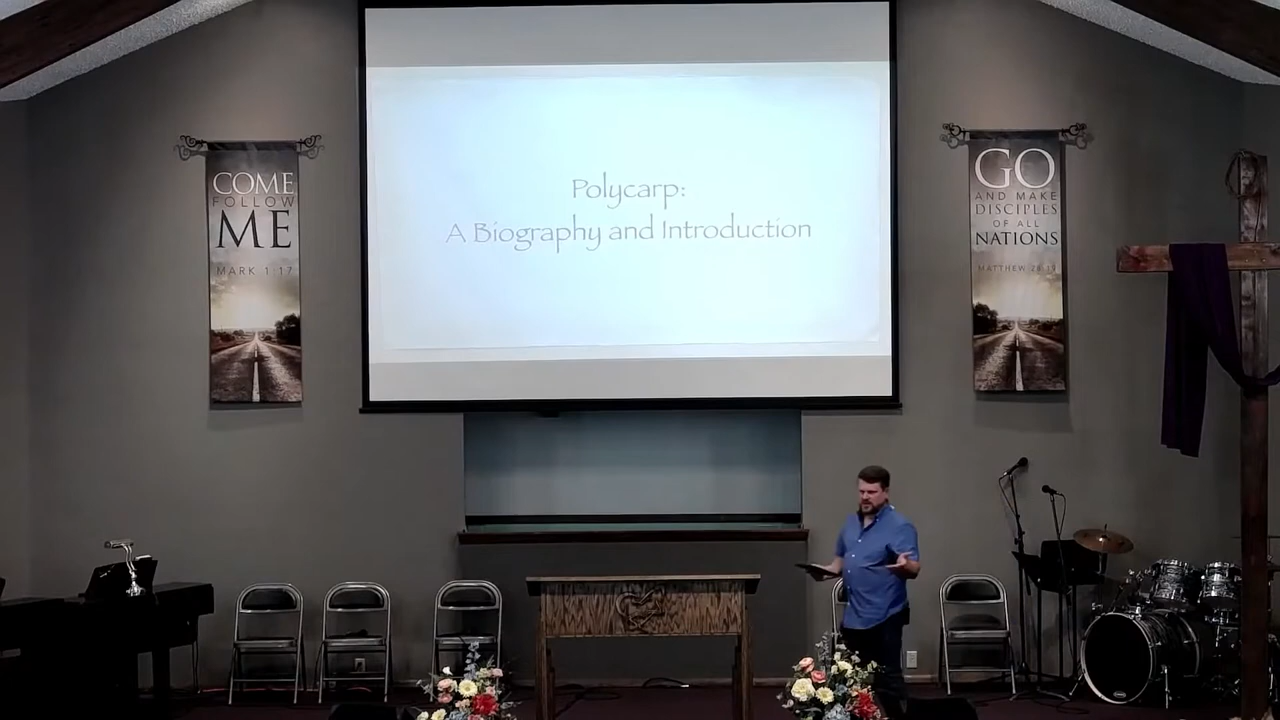 Polycarp:
A Biography and Introduction
COME
FOLLOW
ME
MARK 1:17
GO
AND MAKE
DISCIPLES
OF ALL
NATIONS
MATTHEW 28:19